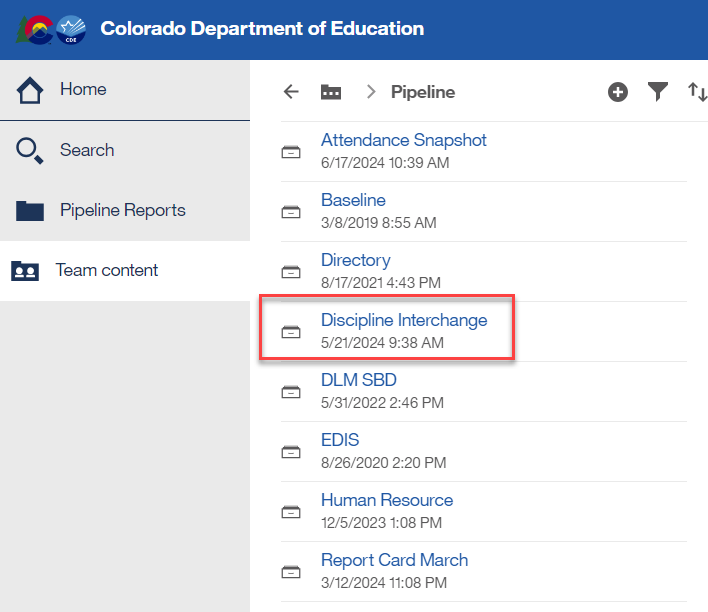 CDE
Colorado Department of Education
Home
Search
Pipeline Reports
Team content
Pipeline
Attendance Snapshot
6/17/2024 10:39 AM
Baseline
3/8/2019 8:55 AM
Directory
8/17/2021 4:43 PM
Discipline Interchange
5/21/2024 9:38 AM
DLM SBD
5/31/2022 2:46 PM
EDIS
8/26/2020 2:20 PM
Human Resource
12/5/2023 1:08 PM
Report Card March
3/12/2024 11:08 PM